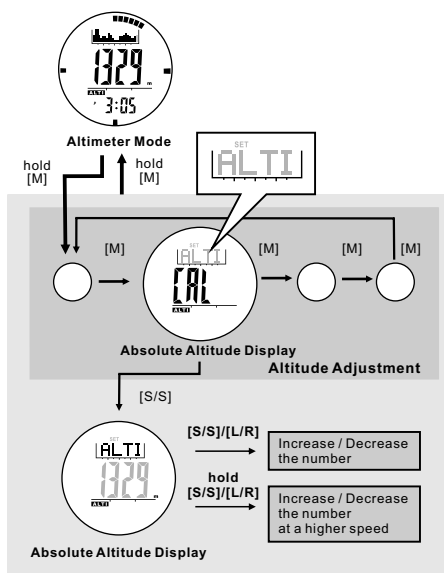 1329 m
ALTI
P 3:05
Altimeter Mode
hold
[M]
hold
[M]
SET
ALTI
[M]
SET
ALTI
CAL
ALTI
[M]
[M]
[M]
Absolute Altitude Display
Altitude Adjustment
[S/S]
SET
ALTI
1329 m
ALTI
[S/S]/[L/R]
Increase / Decrease
the number
hold
[S/S]/[L/R]
Increase / Decrease
the number
at a higher speed
Absolute Altitude Display